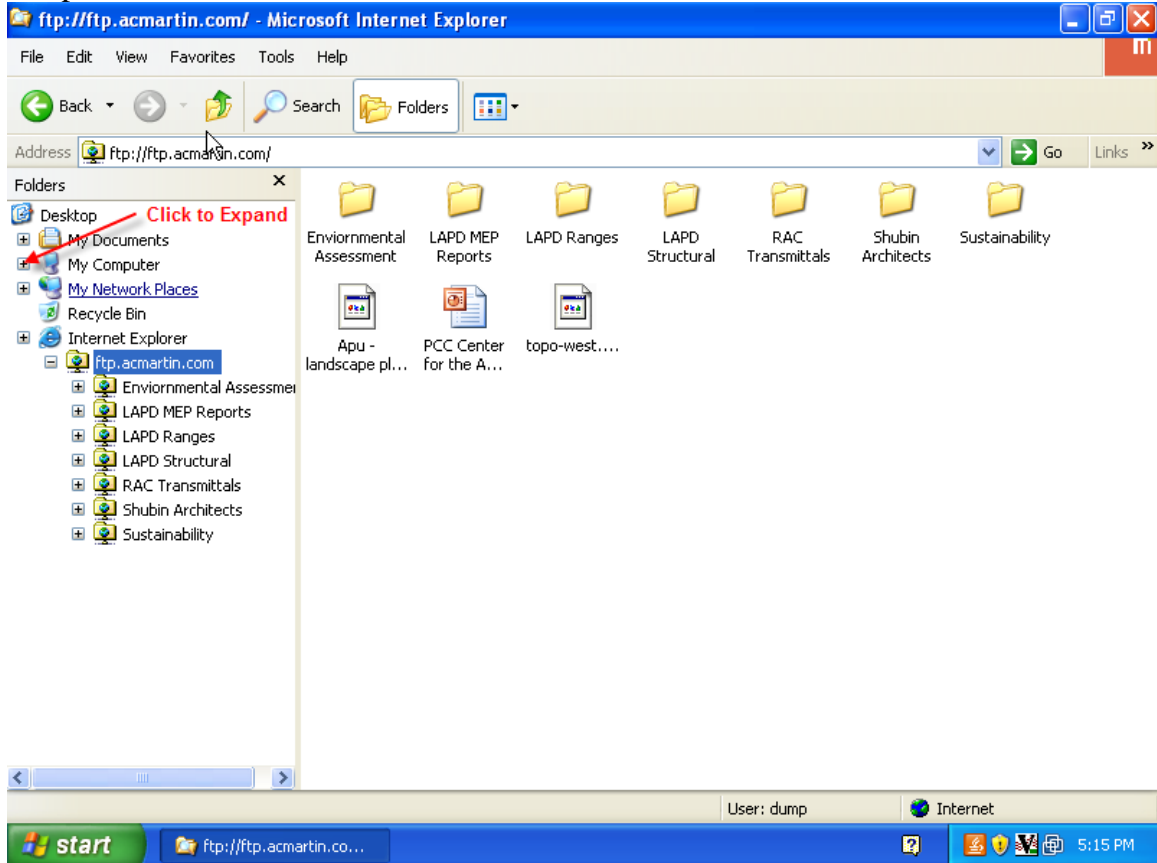 ftp://ftp.acmartin.com/ - Microsoft Internet Explorer
File Edit View Favorites Tools Help
Back Search Folders
Address ftp://ftp.acmartin.com/ Go Links »
Folders
Desktop
Click to Expand
My Documents
My Computer
My Network Places
Recycle Bin
Internet Explorer
ftp.acmartin.com
Enviornmental Assessmer
LAPD MEP Reports
LAPD Ranges
LAPD Structural
RAC Transmittals
Shubin Architects
Sustainability
Enviornmental
Assessment
LAPD MEP
Reports
LAPD Ranges
LAPD
Structural
RAC
Transmittals
Shubin
Architects
Sustainability
Apu -
landscape pl...
PCC Center
for the A...
topo-west....
User: dump Internet
start ftp://ftp.acmartin.co... 5:15 PM